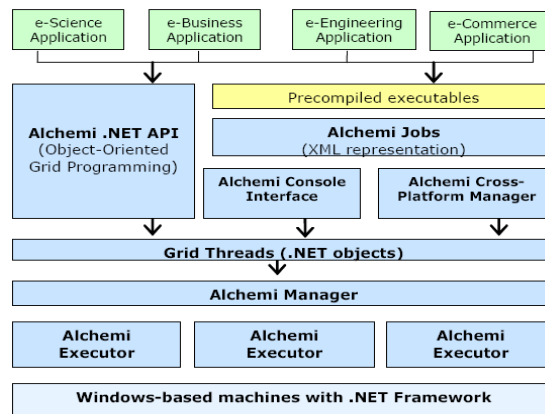 e-Science
Application
e-Business
Application
e-Engineering
Application
e-Commerce
Application
Alchemi .NET API
(Object-Oriented
Grid Programming)
Precompiled executables
Alchemi Jobs
(XML representation)
Alchemi Console
Interface
Alchemi Cross-
Platform Manager
Grid Threads (.NET objects)
Alchemi Manager
Alchemi
Executor
Alchemi
Executor
Alchemi
Executor
Windows-based machines with .NET Framework